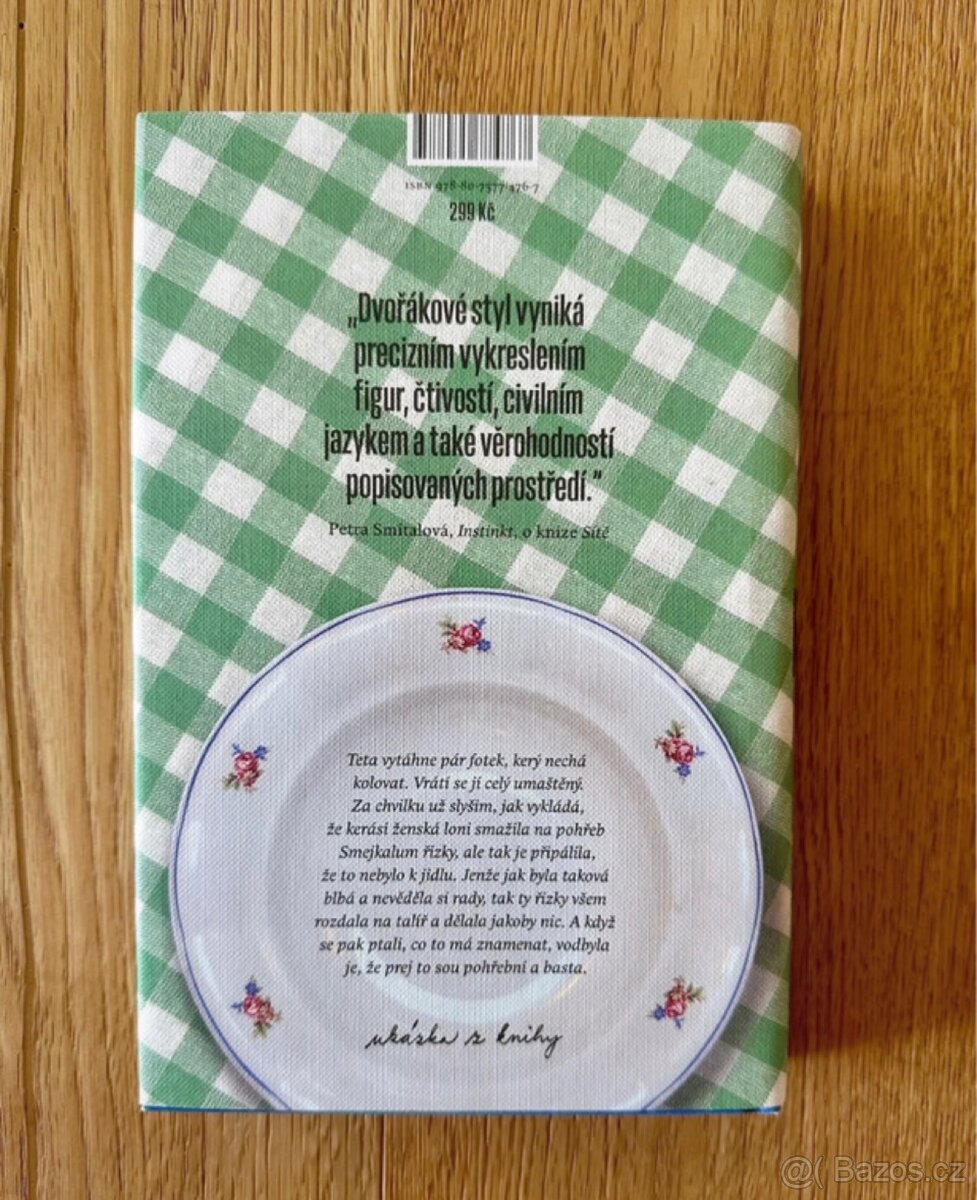 ISBN 978-80-7577-476-7
299 Kč
„Dvořákové styl vyniká
precizním vykreslením
figur, čtivostí, civilním
jazykem a také věrohodností
popisovaných prostředí.“
Petra Smítalová, Instinkt, o knize Sítě
Teta vytáhne pár fotek, kerý nechá
kolovat. Vrátí se jí celý umaštěný.
Za chvilku už slyšim, jak vykládá,
že kerási ženská loni smažila na pohřeb
Smejkalum řízky, ale tak je připálila,
že to nebylo k jídlu. Jenže jak byla taková
blbá a nevěděla si rady, tak ty řízky všem
rozdala na talíř a dělala jakoby nic. A když
se pak ptali, co to má znamenat, vodbyla
je, že prej to sou pohřební a basta.
ukázka z knihy
@( Bazos.cz